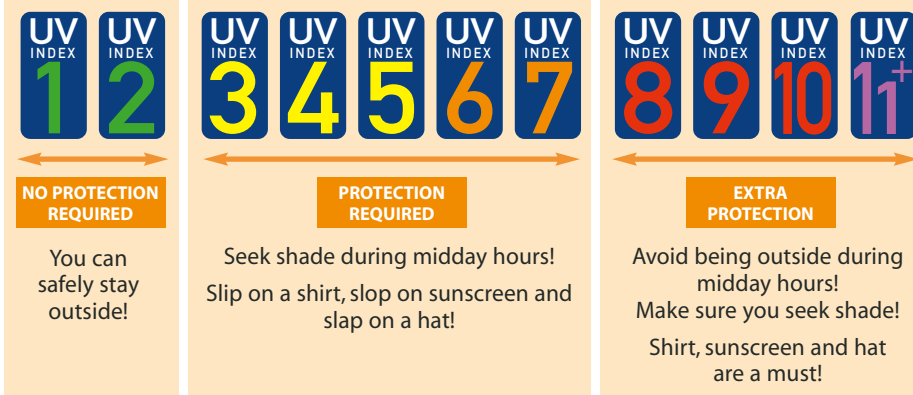 UV
INDEX
1
UV
INDEX
2
NO PROTECTION
REQUIRED
You can
safely stay
outside!
UV
INDEX
3
UV
INDEX
4
UV
INDEX
5
UV
INDEX
6
UV
INDEX
7
PROTECTION
REQUIRED
Seek shade during midday hours!
Slip on a shirt, slop on sunscreen and
slap on a hat!
UV
INDEX
8
UV
INDEX
9
UV
INDEX
10
UV
INDEX
11+
EXTRA
PROTECTION
Avoid being outside during
midday hours!
Make sure you seek shade!
Shirt, sunscreen and hat
are a must!